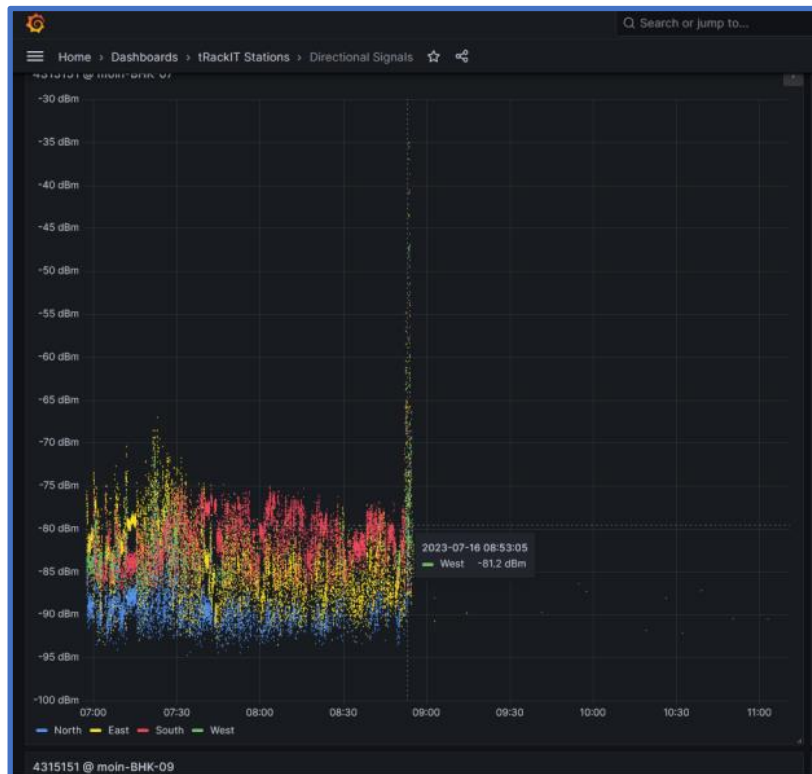 Search or jump to...
Home > Dashboards > tRackIT Stations > Directional Signals
4315151 @ moin-BHK-07
-30 dBm
-35 dBm
-40 dBm
-45 dBm
-50 dBm
-55 dBm
-60 dBm
-65 dBm
-70 dBm
-75 dBm
-80 dBm
-85 dBm
-90 dBm
-95 dBm
-100 dBm
2023-07-16 08:53:05
West -81.2 dBm
07:00 07:30 08:00 08:30 09:00 09:30 10:00 10:30 11:00
North East South West
4315151 @ moin-BHK-09